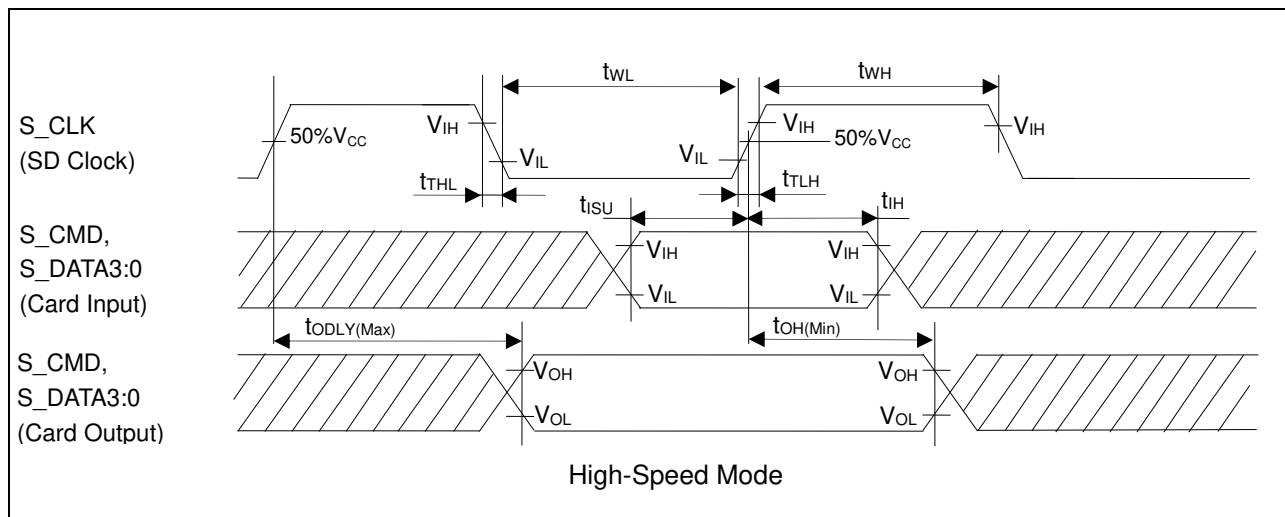 tWL
tWH
S_CLK
(SD Clock)
50%VCC
VIH
VIL
VIL
VIH
50%VCC
VIH
tTHL
tTLH
tISU
tIH
S_CMD,
S_DATA3:0
(Card Input)
VIH
VIL
VIH
VIL
tODLY(Max)
tOH(Min)
S_CMD,
S_DATA3:0
(Card Output)
VOH
VOL
VOH
VOL
High-Speed Mode